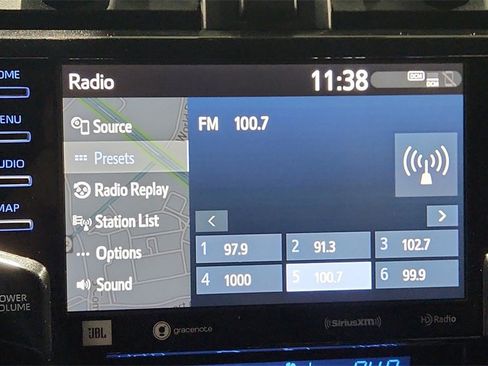 Radio 11:38 DCM
DCM
HOME
MENU
AUDIO
MAP
POWER
VOLUME
Source
Presets
Radio Replay
Station List
Options
Sound
FM 100.7
< >
1 97.9 2 91.3 3 102.7
4 1000 5 100.7 6 99.9
JBL gracenote SiriusXM HD Radio